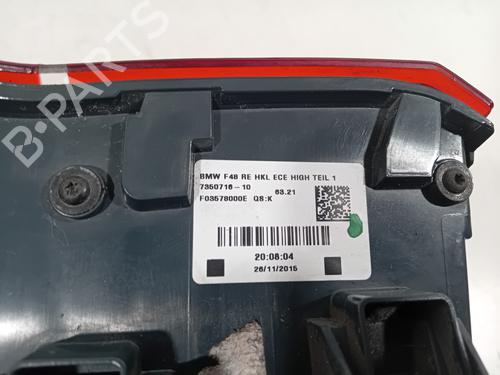 BMW F48 RE HKL ECE HIGH TEIL 1
7350716-10 63.21
F03578000E QS:K
20:08:04
26/11/2015
B-PARTS